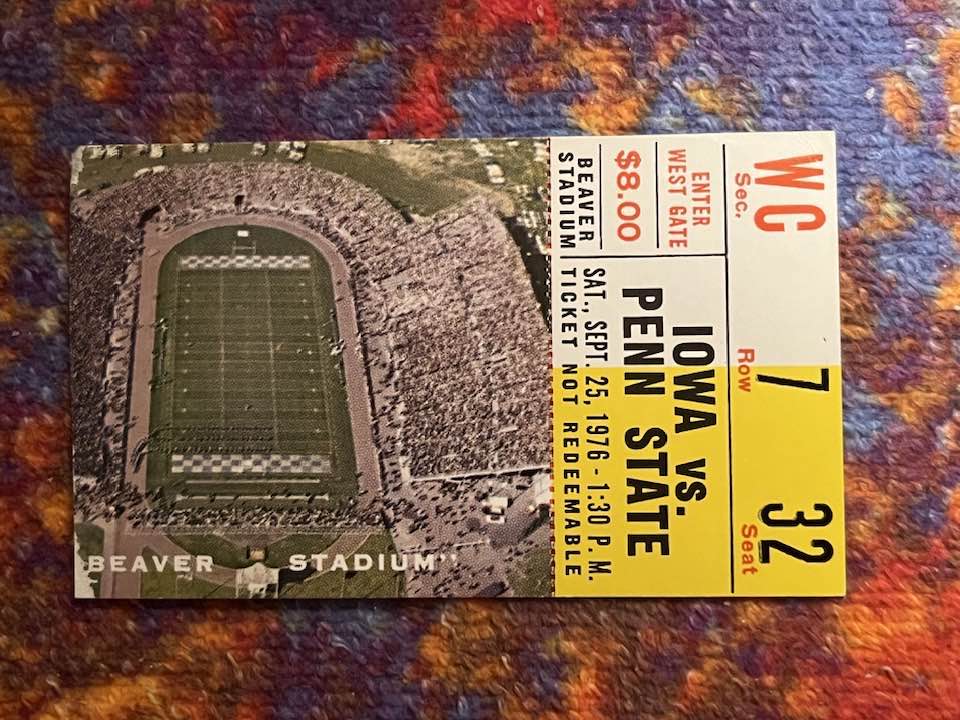 WC
Sec.
Row
7
Seat
32
ENTER
WEST GATE
$8.00
BEAVER
STADIUM
IOWA vs.
PENN STATE
SAT., SEPT. 25, 1976 - 1:30 P. M.
TICKET NOT REDEEMABLE
BEAVER STADIUM"